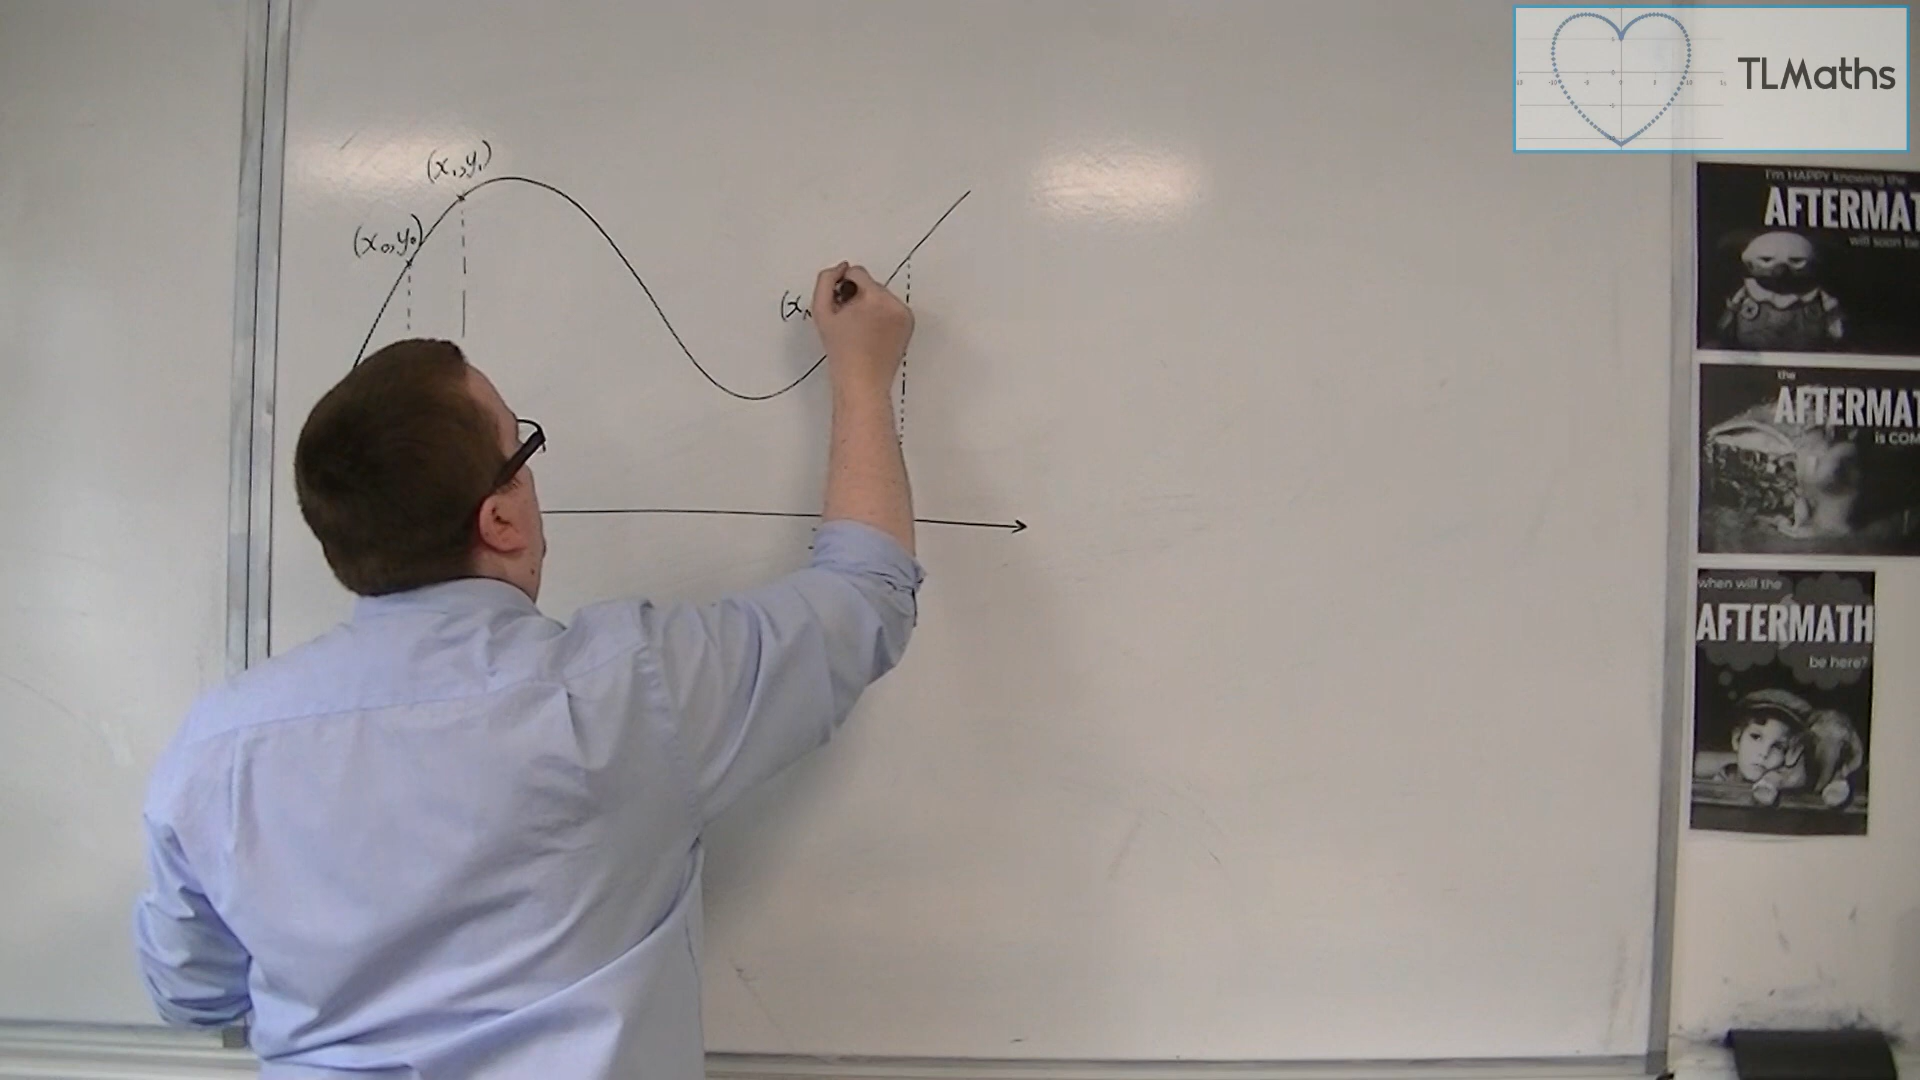 TLMaths
(x₁,y₁)
(x₀,y₀)
(x
I'm HAPPY knowing the
AFTERMAT
will soon be
the
AFTERMAT
is COM
when will the
AFTERMATH
be here?